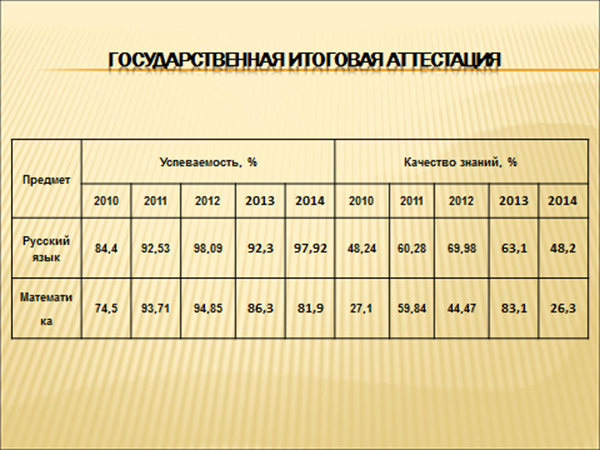 ГОСУДАРСТВЕННАЯ ИТОГОВАЯ АТТЕСТАЦИЯ
Предмет Успеваемость, % Качество знаний, %
2010 2011 2012 2013 2014 2010 2011 2012 2013 2014
Русский
язык 84,4 92,53 98,09 92,3 97,92 48,24 60,28 69,98 63,1 48,2
Математи
ка 74,5 93,71 94,85 86,3 81,9 27,1 59,84 44,47 83,1 26,3